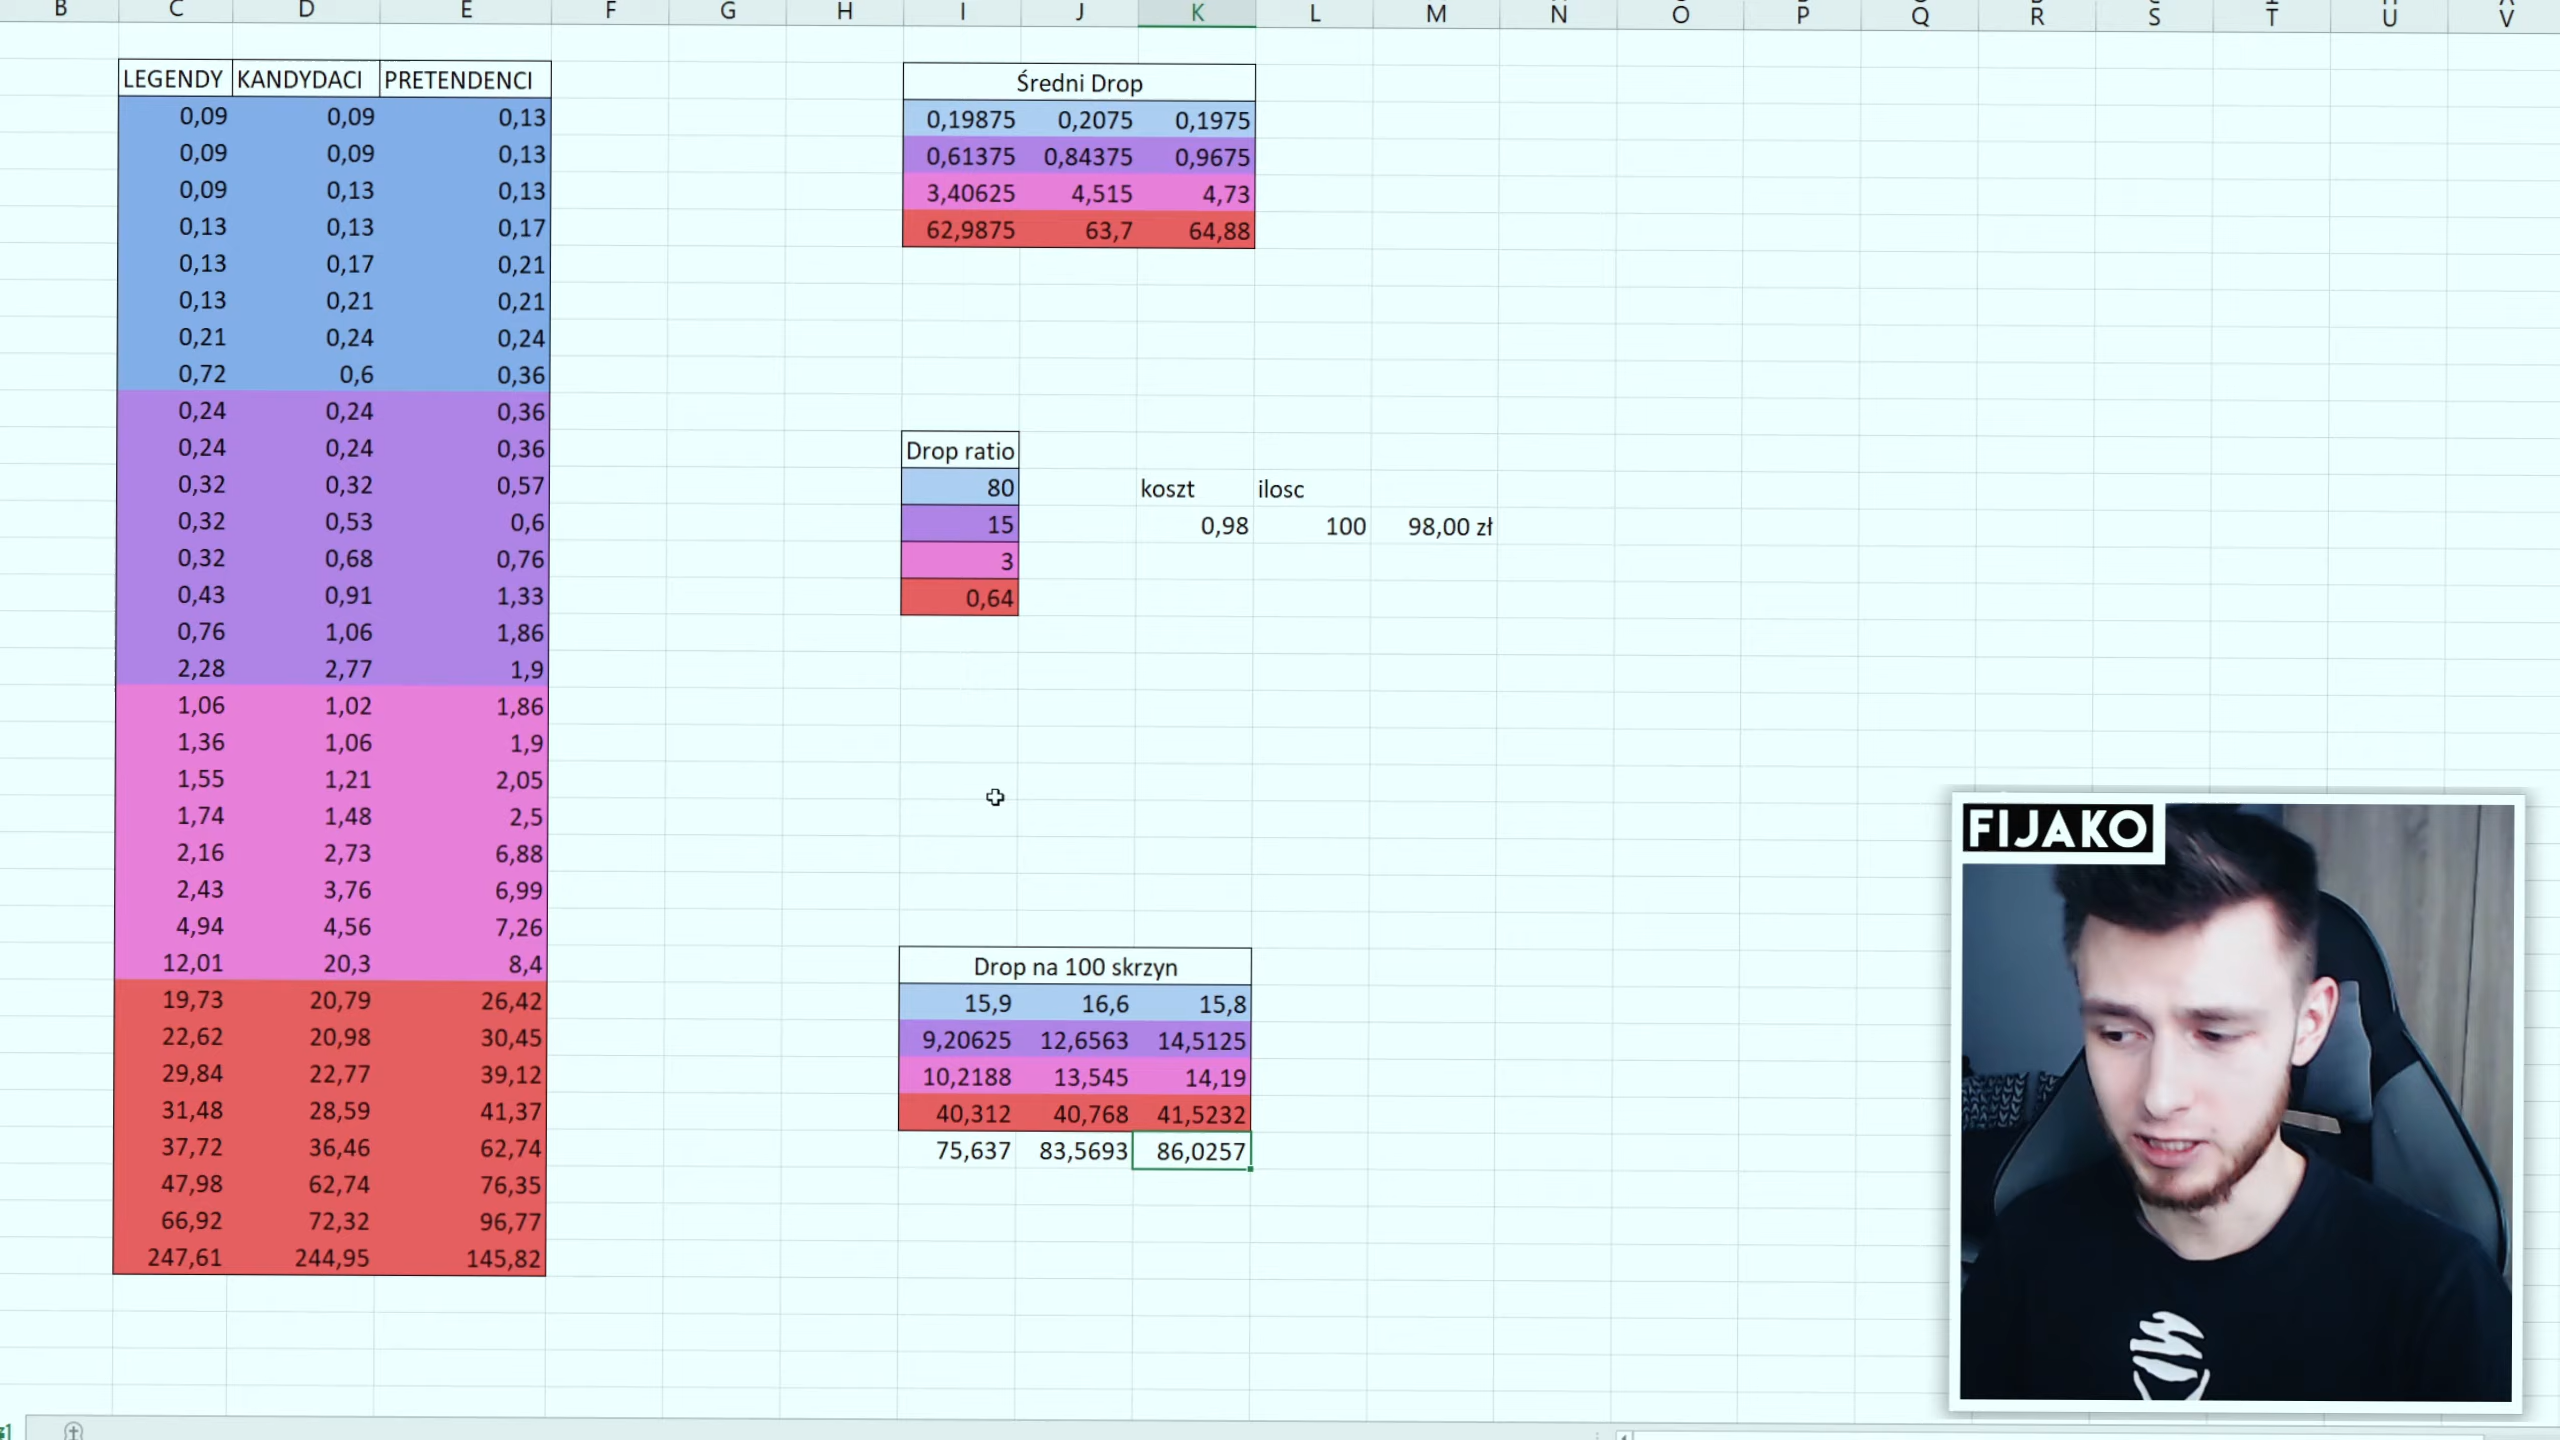 B C D E F G H I J K L M N O P Q R S T U V
LEGENDY KANDYDACI PRETENDENCI
0,09 0,09 0,13
0,09 0,09 0,13
0,09 0,13 0,13
0,13 0,13 0,17
0,13 0,17 0,21
0,13 0,21 0,21
0,21 0,24 0,24
0,72 0,6 0,36
0,24 0,24 0,36
0,24 0,24 0,36
0,32 0,32 0,57
0,32 0,53 0,6
0,32 0,68 0,76
0,43 0,91 1,33
0,76 1,06 1,86
2,28 2,77 1,9
1,06 1,02 1,86
1,36 1,06 1,9
1,55 1,21 2,05
1,74 1,48 2,5
2,16 2,73 6,88
2,43 3,76 6,99
4,94 4,56 7,26
12,01 20,3 8,4
19,73 20,79 26,42
22,62 20,98 30,45
29,84 22,77 39,12
31,48 28,59 41,37
37,72 36,46 62,74
47,98 62,74 76,35
66,92 72,32 96,77
247,61 244,95 145,82
Średni Drop
0,19875 0,2075 0,1975
0,61375 0,84375 0,9675
3,40625 4,515 4,73
62,9875 63,7 64,88
Drop ratio
80
15
3
0,64
koszt ilosc
0,98 100 98,00 zł
Drop na 100 skrzyn
15,9 16,6 15,8
9,20625 12,6563 14,5125
10,2188 13,545 14,19
40,312 40,768 41,5232
75,637 83,5693 86,0257
FIJAKO